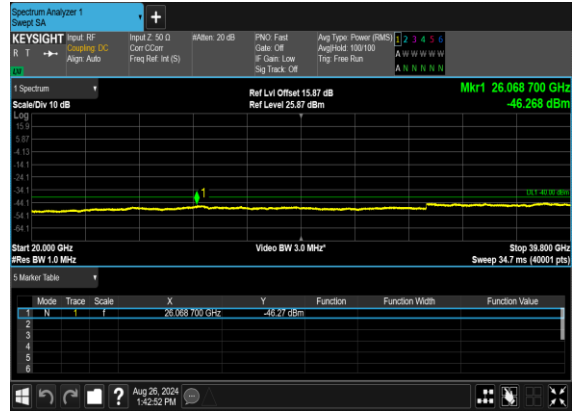 Spectrum Analyzer 1
Swept SA
+
KEYSIGHT Input: RF Input Z: 50 Ω #Atten: 20 dB PNO: Fast Avg Type: Power (RMS) 1 2 3 4 5 6
R T Coupling: DC Corr CCorr Gate: Off Avg|Hold: 100/100 A W W W W W
Align: Auto Freq Ref: Int (S) IF Gain: Low Trig: Free Run
LV Sig Track: Off A N N N N N
1 Spectrum Ref Lvl Offset 15.87 dB Mkr1 26.068 700 GHz
Scale/Div 10 dB Ref Level 25.87 dBm -46.268 dBm
Log
15.9
5.87
-4.13
-14.1
-24.1
-34.1 1 DL1 -40.00 dBm
-44.1
-54.1
-64.1
Start 20.000 GHz Video BW 3.0 MHz* Stop 39.800 GHz
#Res BW 1.0 MHz Sweep 34.7 ms (40001 pts)
5 Marker Table
Mode Trace Scale X Y Function Function Width Function Value
1 N 1 f 26.068 700 GHz -46.27 dBm
2
3
4
5
6
? Aug 26, 2024
1:42:52 PM